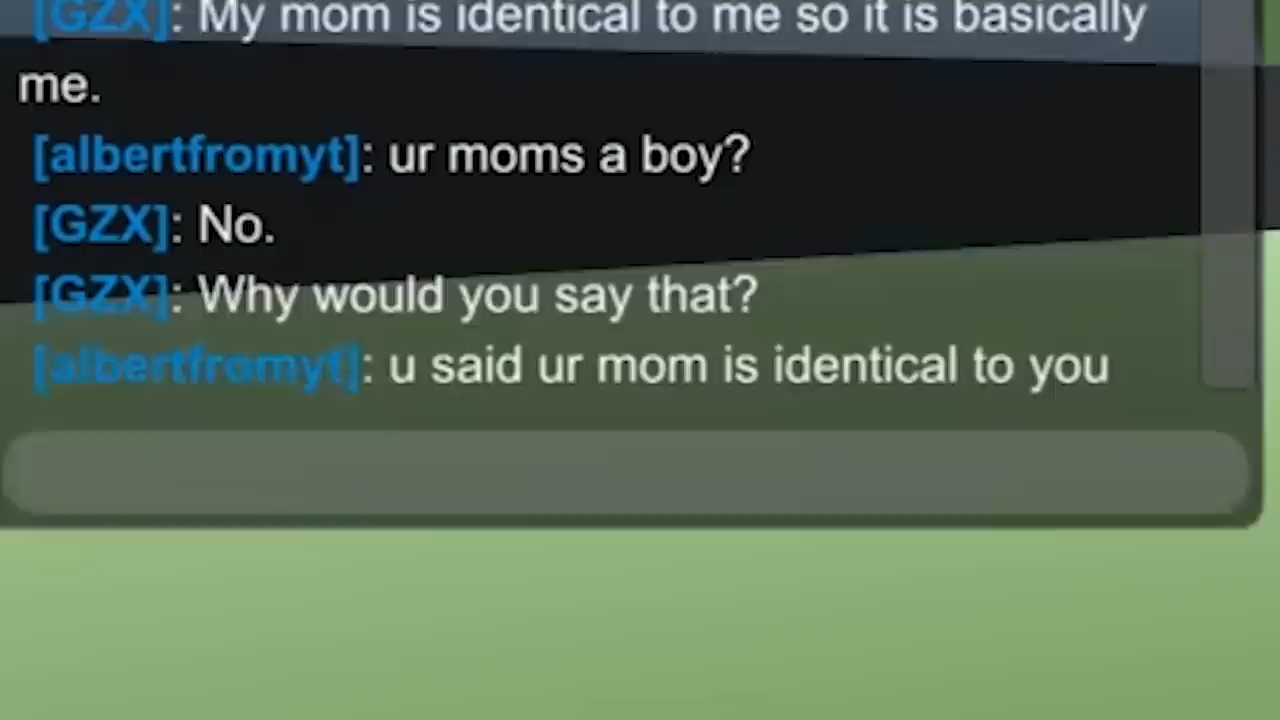 [GZX]: My mom is identical to me so it is basically
me.
[albertfromyt]: ur moms a boy?
[GZX]: No.
[GZX]: Why would you say that?
[albertfromyt]: u said ur mom is identical to you